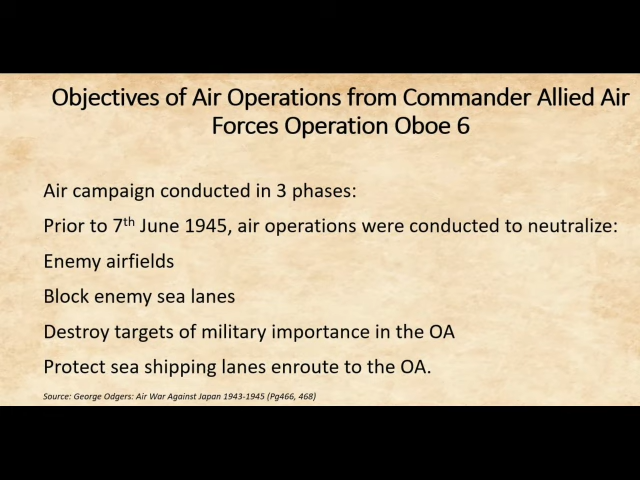 Objectives of Air Operations from Commander Allied Air
Forces Operation Oboe 6
Air campaign conducted in 3 phases:
Prior to 7th June 1945, air operations were conducted to neutralize:
Enemy airfields
Block enemy sea lanes
Destroy targets of military importance in the OA
Protect sea shipping lanes enroute to the OA.
Source: George Odgers: Air War Against Japan 1943-1945 (Pg466, 468)